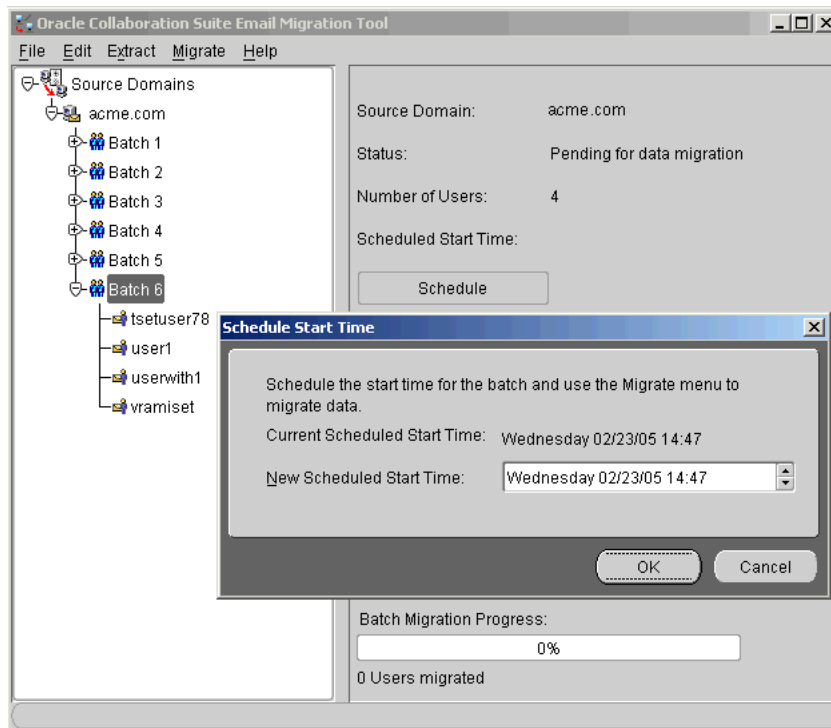 Oracle Collaboration Suite Email Migration Tool
File Edit Extract Migrate Help
Source Domains
acme.com
Batch 1
Batch 2
Batch 3
Batch 4
Batch 5
Batch 6
tsetuser78
user1
userwith1
vramiset
Source Domain: acme.com
Status: Pending for data migration
Number of Users: 4
Scheduled Start Time:
Schedule
Schedule Start Time
Schedule the start time for the batch and use the Migrate menu to
migrate data.
Current Scheduled Start Time: Wednesday 02/23/05 14:47
New Scheduled Start Time: Wednesday 02/23/05 14:47
OK Cancel
Batch Migration Progress:
0%
0 Users migrated